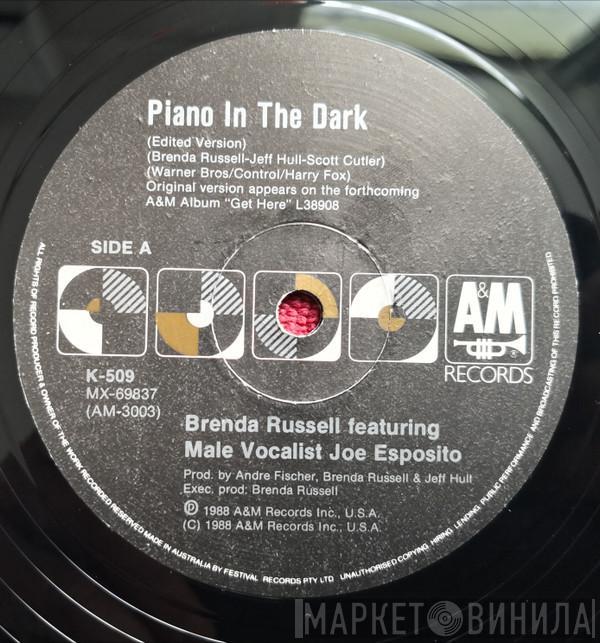 Piano In The Dark
(Edited Version)
(Brenda Russell-Jeff Hull-Scott Cutler)
(Warner Bros/Control/Harry Fox)
Original version appears on the forthcoming
A&M Album "Get Here" L38908
SIDE A
A&M
®
RECORDS
K-509
MX-69837
(AM-3003)
Brenda Russell featuring
Male Vocalist Joe Esposito
Prod. by Andre Fischer, Brenda Russell & Jeff Hull
Exec. prod: Brenda Russell
℗ 1988 A&M Records Inc., U.S.A.
(C) 1988 A&M Records Inc., U.S.A.
ALL RIGHTS OF RECORD PRODUCER & OWNER OF THE WORK RECORDED RESERVED MADE IN AUSTRALIA BY FESTIVAL RECORDS PTY LTD UNAUTHORISED COPYING HIRING LENDING PUBLIC PERFORMANCE AND BROADCASTING OF THIS RECORD PROHIBITED
МАРКЕТ ВИНИЛА